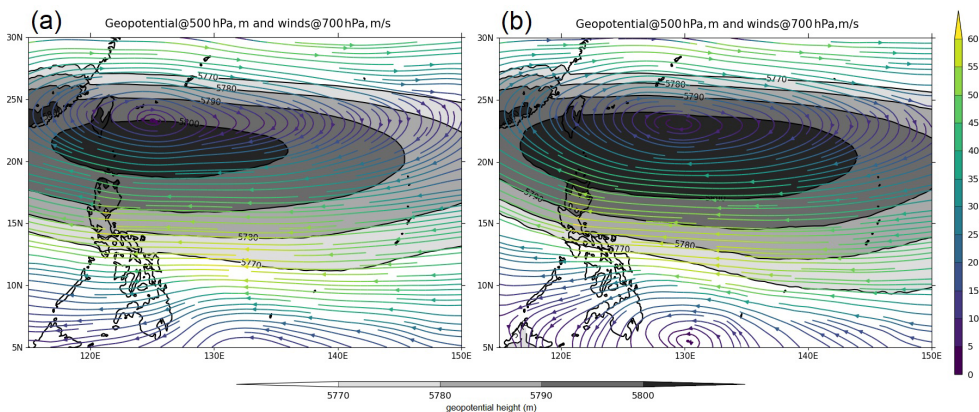 (a)
Geopotential@500 hPa, m and winds@700 hPa, m/s
(b)
Geopotential@500 hPa, m and winds@700 hPa, m/s
30N
25N
20N
15N
10N
5N
120E
130E
140E
150E
5770
5780
5790
5800
5780
5770
30N
25N
20N
15N
10N
5N
120E
130E
140E
150E
5770
5780
5790
5790
5780
5770
5770
60
55
50
45
40
35
30
25
20
15
10
5
0
5770
5780
5790
5800
geopotential height (m)